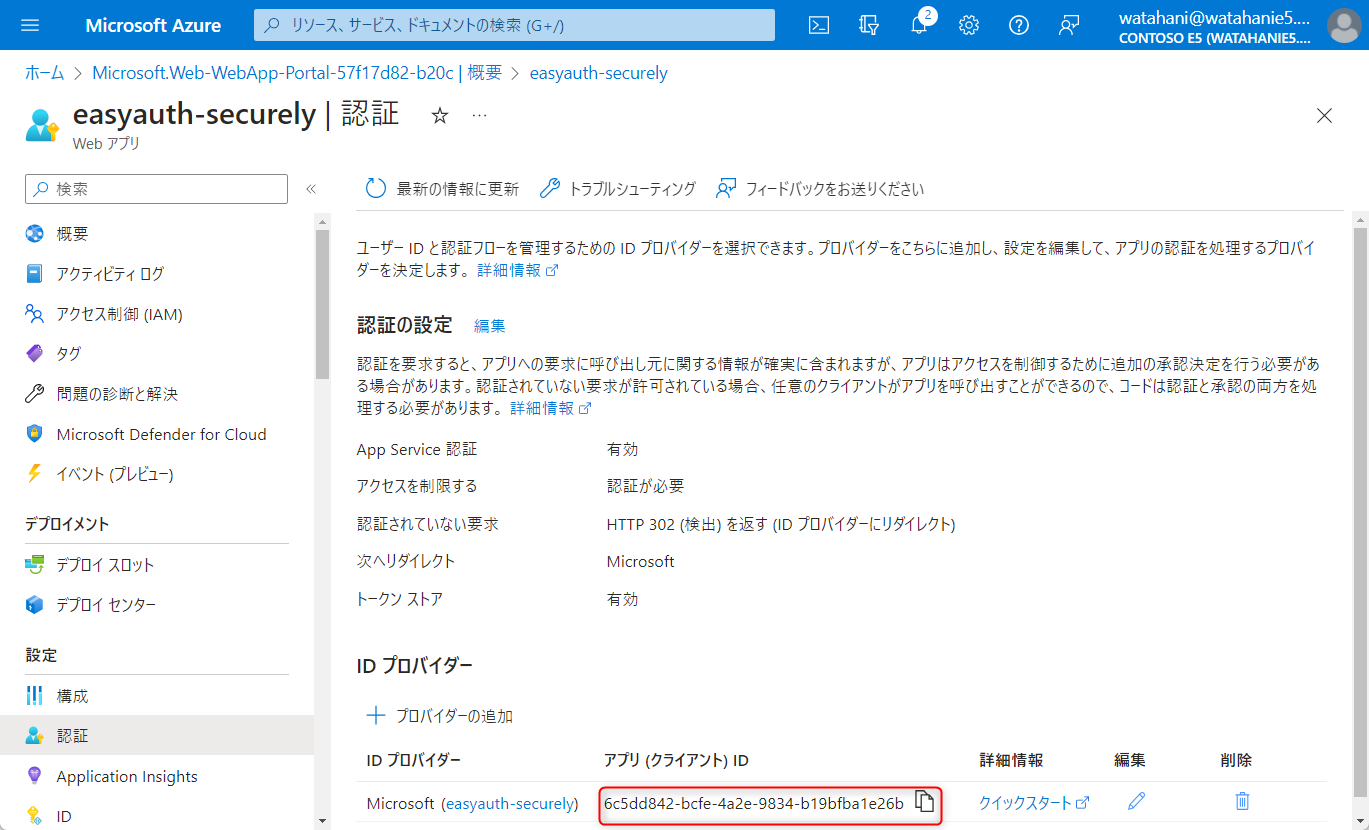 Microsoft Azure
リソース、サービス、ドキュメントの検索 (G+/)
2
watahani@watahanie5....
CONTOSO E5 (WATAHANIE5....
ホーム > Microsoft.Web-WebApp-Portal-57f17d82-b20c | 概要 > easyauth-securely
easyauth-securely | 認証
Web アプリ
検索
最新の情報に更新 トラブルシューティング フィードバックをお送りください
概要
アクティビティ ログ
アクセス制御 (IAM)
タグ
問題の診断と解決
Microsoft Defender for Cloud
イベント (プレビュー)
デプロイメント
デプロイ スロット
デプロイ センター
設定
構成
認証
Application Insights
ID
ユーザー ID と認証フローを管理するための ID プロバイダーを選択できます。プロバイダーをこちらに追加し、設定を編集して、アプリの認証を処理するプロバイ
ダーを決定します。 詳細情報
認証の設定 編集
認証を要求すると、アプリへの要求に呼び出し元に関する情報が確実に含まれますが、アプリはアクセスを制御するために追加の承認決定を行う必要があ
る場合があります。認証されていない要求が許可されている場合、任意のクライアントがアプリを呼び出すことができるので、コードは認証と承認の両方を処
理する必要があります。 詳細情報
App Service 認証 有効
アクセスを制限する 認証が必要
認証されていない要求 HTTP 302 (検出) を返す (ID プロバイダーにリダイレクト)
次へリダイレクト Microsoft
トークン ストア 有効
ID プロバイダー
プロバイダーの追加
ID プロバイダー アプリ (クライアント) ID 詳細情報 編集 削除
Microsoft (easyauth-securely) 6c5dd842-bcfe-4a2e-9834-b19bfba1e26b クイックスタート